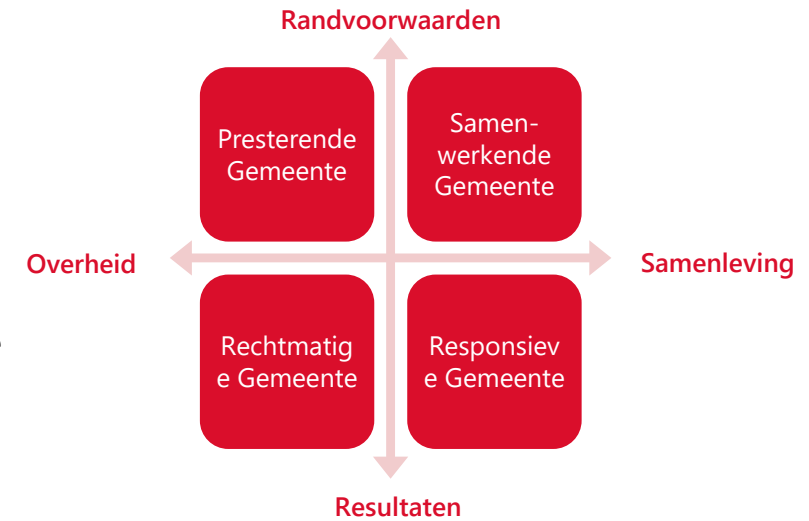 Randvoorwaarden
Presterende
Gemeente
Samen-
werkende
Gemeente
Overheid
Samenleving
Rechtmatig
e Gemeente
Responsiev
e Gemeente
Resultaten